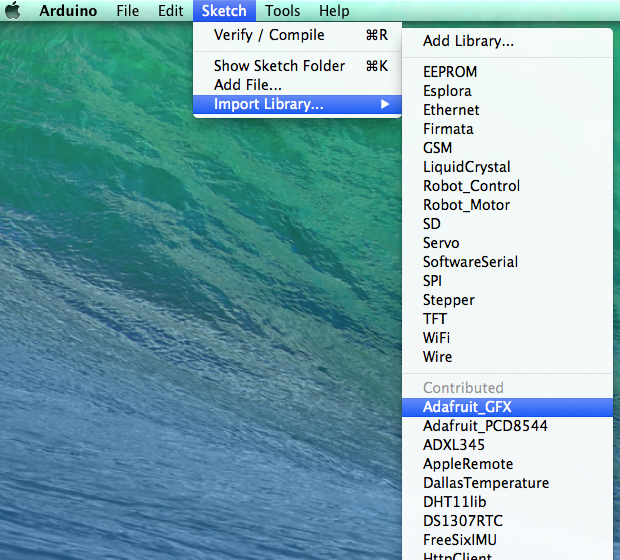 Arduino File Edit Sketch Tools Help
Verify / Compile ⌘R
Show Sketch Folder ⌘K
Add File...
Import Library...
Add Library...
EEPROM
Esplora
Ethernet
Firmata
GSM
LiquidCrystal
Robot_Control
Robot_Motor
SD
Servo
SoftwareSerial
SPI
Stepper
TFT
WiFi
Wire
Contributed
Adafruit_GFX
Adafruit_PCD8544
ADXL345
AppleRemote
DallasTemperature
DHT11lib
DS1307RTC
FreeSixIMU
HttpClient